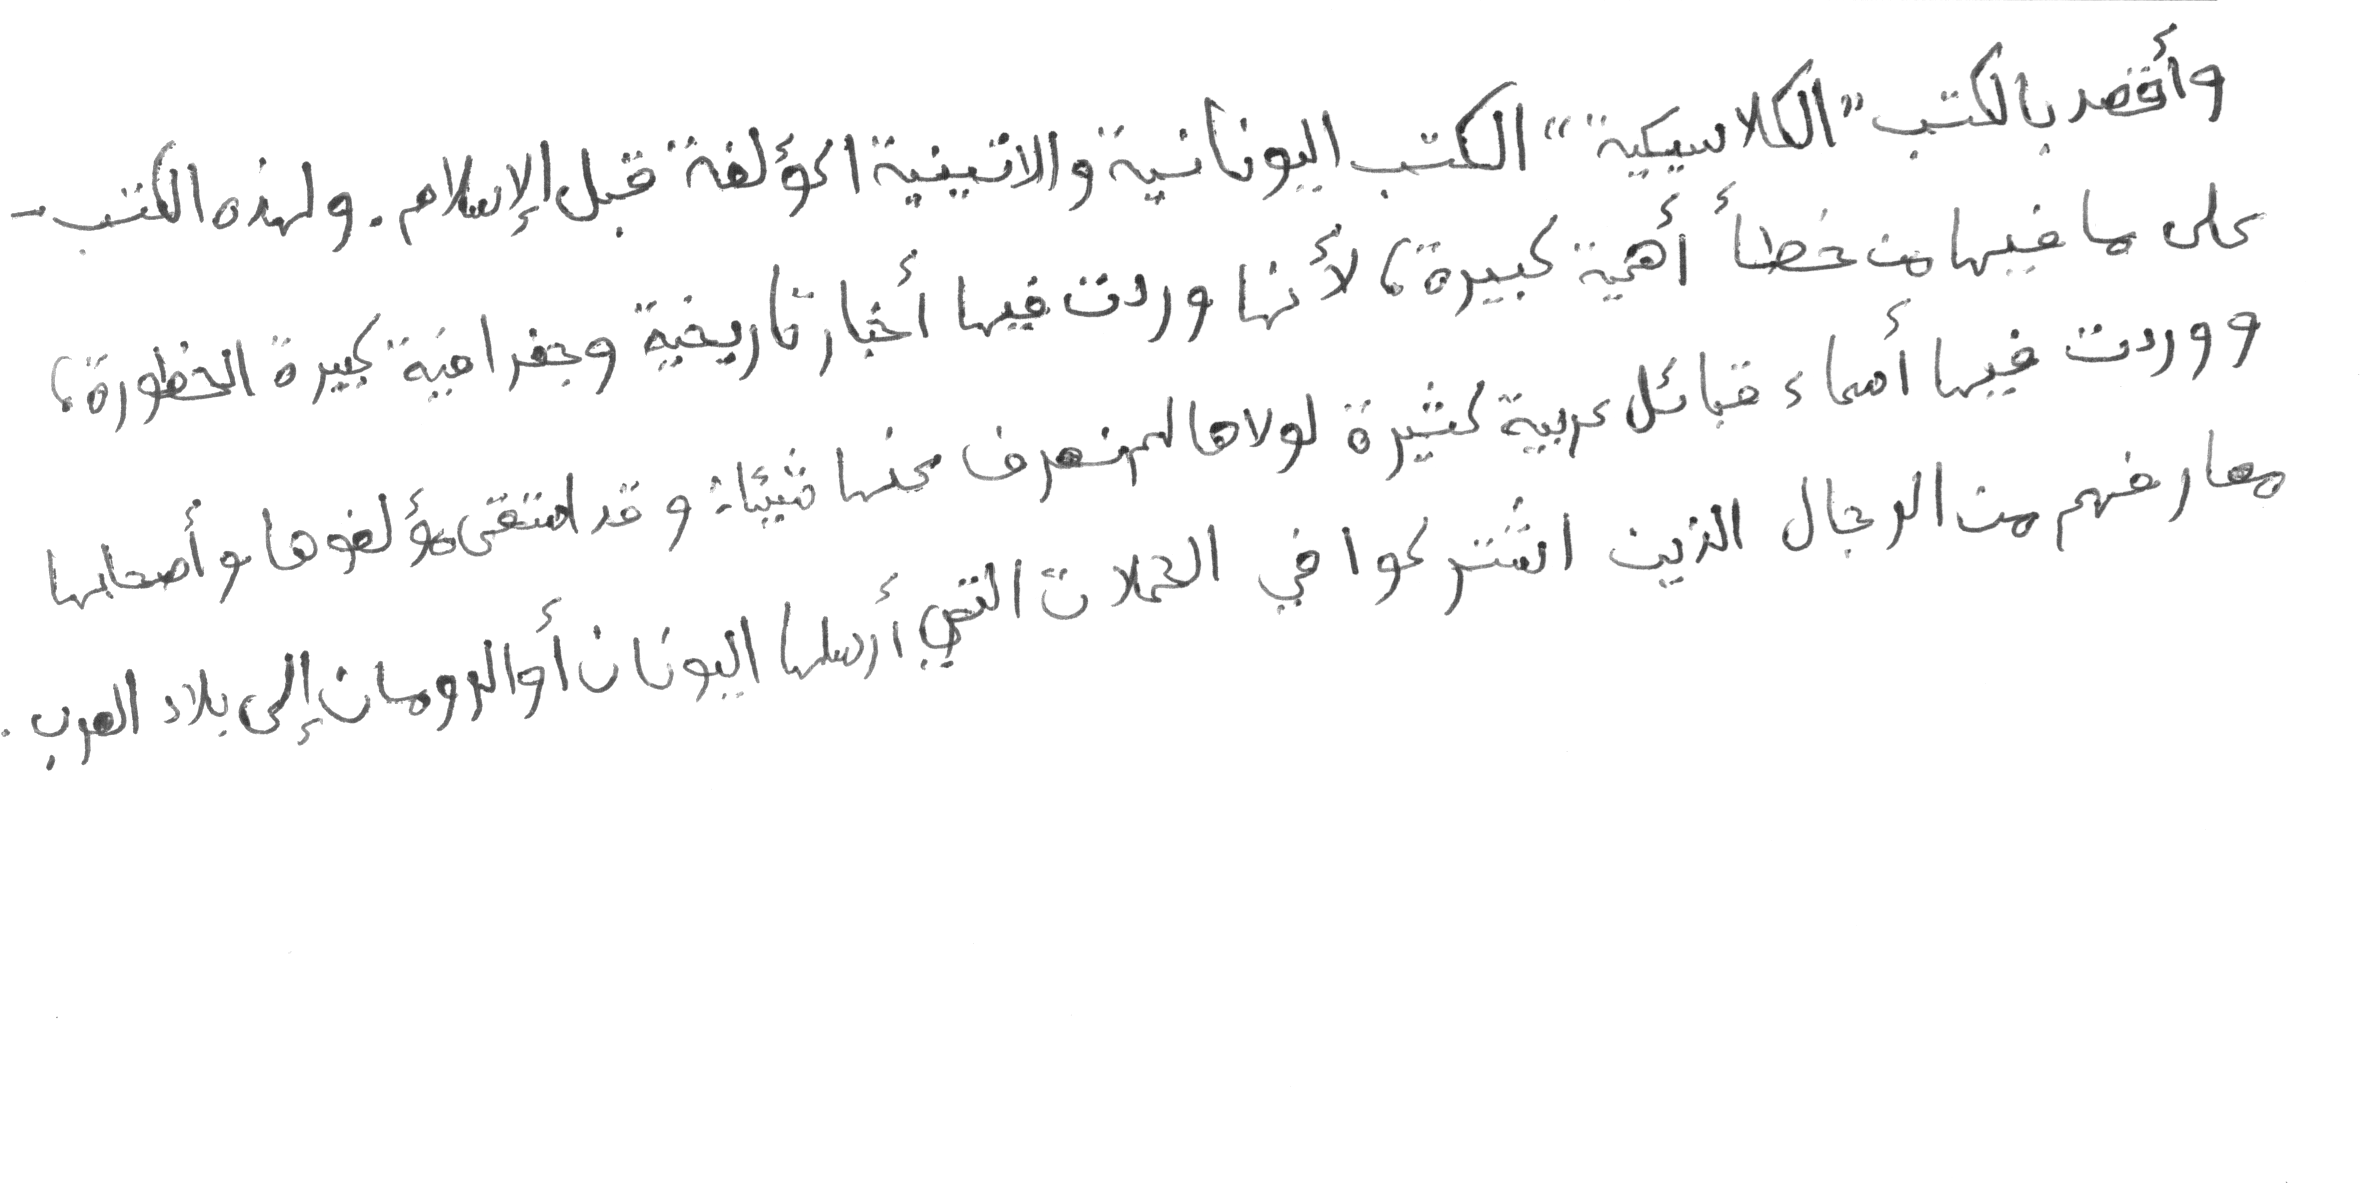 وأقصد بالكتب "الكلاسيكية" الكتب اليونانية والاتينية المؤلفة قبل الإسلام. ولهذه الكتب -
على ما فيها من خطأ أهمية كبيرة؛ لأنها وردت فيها أخبار تاريخية وجغرافية كبيرة الخطورة؛
ووردت فيها أسماء قبائل عربية كثيرة لولاها لم نعرف عنها شيئاً. وقد استقى مؤلفوها وأصحابها
معارفهم من الرجال الذين اشتركوا في الحملات التي أرسلها اليونان أو الرومان إلى بلاد العرب.